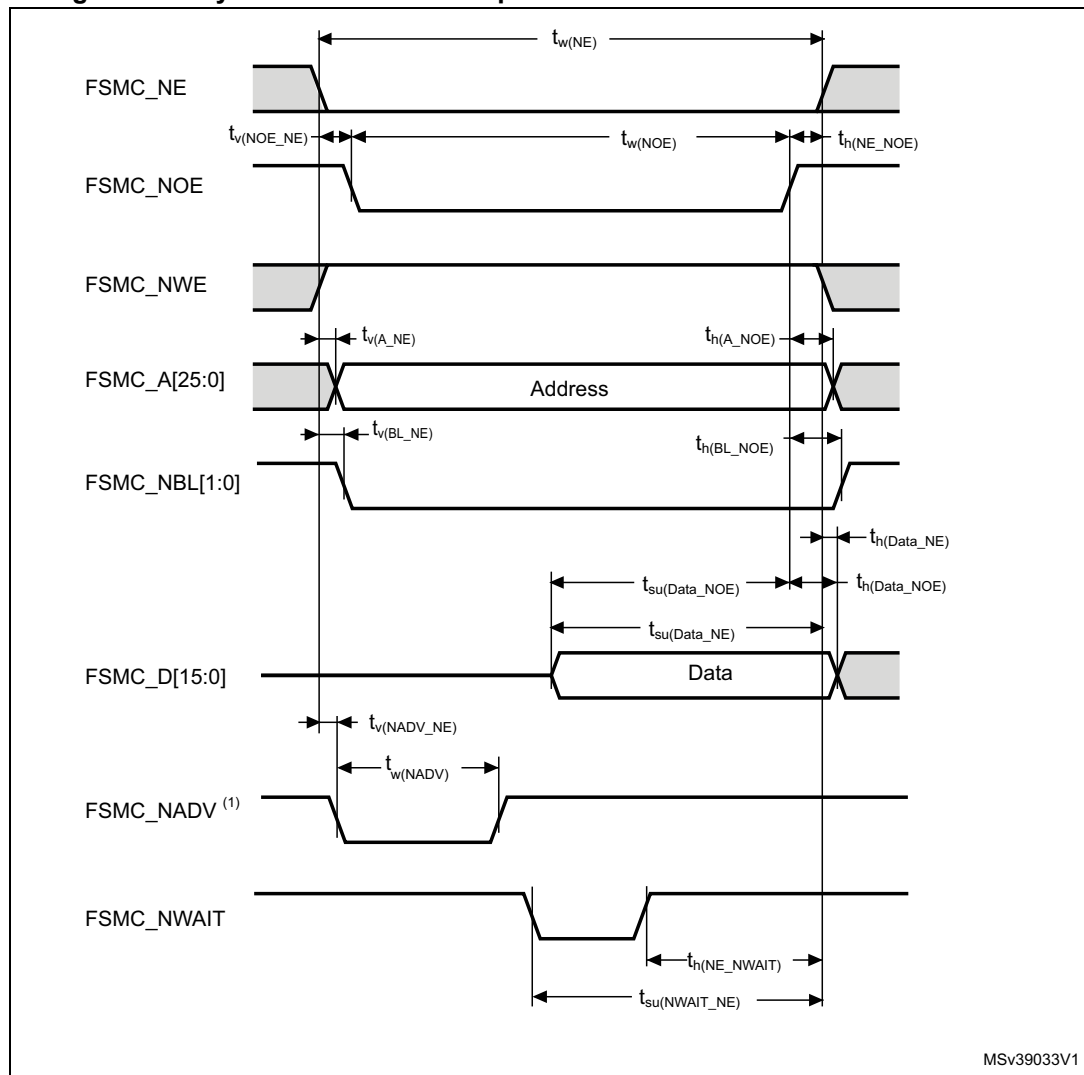 tw(NE)
FSMC_NE
tv(NOE_NE)
tw(NOE)
th(NE_NOE)
FSMC_NOE
FSMC_NWE
tv(A_NE)
th(A_NOE)
FSMC_A[25:0]
Address
tv(BL_NE)
th(BL_NOE)
FSMC_NBL[1:0]
th(Data_NE)
tsu(Data_NOE)
th(Data_NOE)
tsu(Data_NE)
FSMC_D[15:0]
Data
tv(NADV_NE)
tw(NADV)
FSMC_NADV (1)
FSMC_NWAIT
th(NE_NWAIT)
tsu(NWAIT_NE)
MSv39033V1